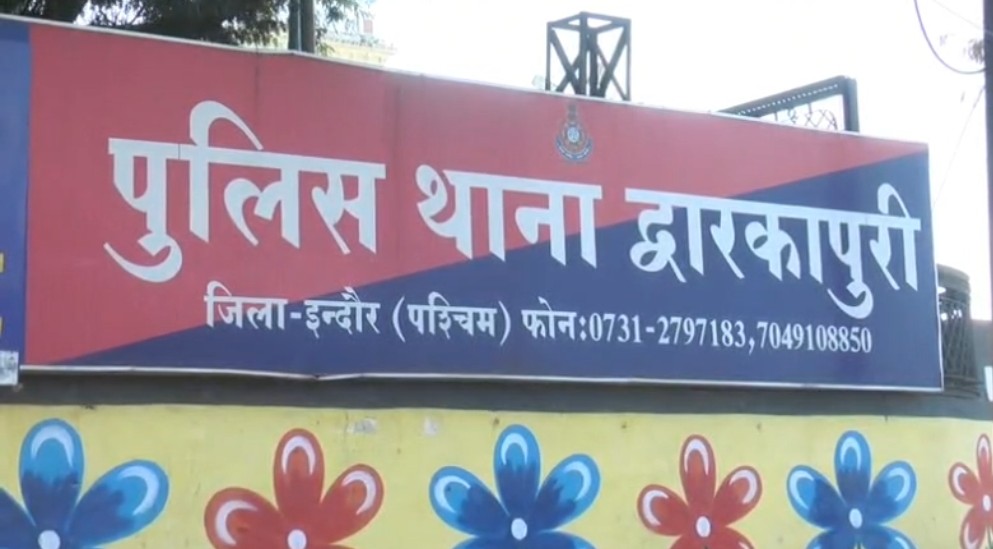 पुलिस थाना द्वारकापुरी
जिला-इन्दौर (पश्चिम) फोन:0731-2797183,7049108850